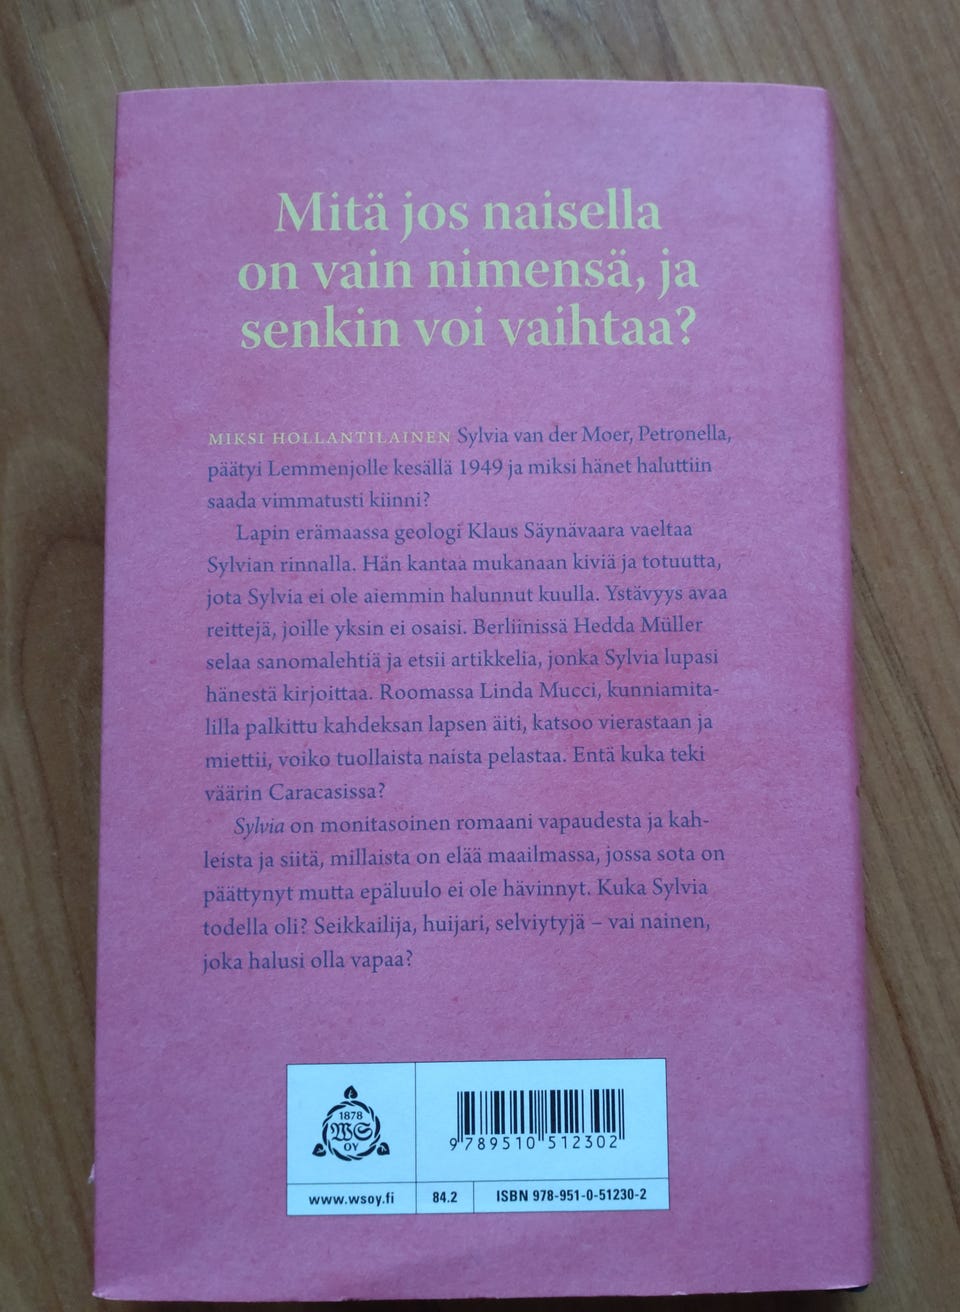 Mitä jos naisella
on vain nimensä, ja
senkin voi vaihtaa?
MIKSI HOLLANTILAINEN Sylvia van der Moer, Petronella,
päätyi Lemmenjolle kesällä 1949 ja miksi hänet haluttiin
saada vimmatusti kiinni?
Lapin erämaassa geologi Klaus Säynävaara vaeltaa
Sylvian rinnalla. Hän kantaa mukanaan kiviä ja totuutta,
jota Sylvia ei ole aiemmin halunnut kuulla. Ystävyys avaa
reittejä, joille yksin ei osaisi. Berliinissä Hedda Müller
selaa sanomalehtiä ja etsii artikkelia, jonka Sylvia lupasi
hänestä kirjoittaa. Roomassa Linda Mucci, kunniamita-
lilla palkittu kahdeksan lapsen äiti, katsoo vierastaan ja
miettii, voiko tuollaista naista pelastaa. Entä kuka teki
väärin Caracasissa?
Sylvia on monitasoinen romaani vapaudesta ja kah-
leista ja siitä, millaista on elää maailmassa, jossa sota on
päättynyt mutta epäluulo ei ole hävinnyt. Kuka Sylvia
todella oli? Seikkailija, huijari, selviytyjä – vai nainen,
joka halusi olla vapaa?
1878
WS
OY
9 789510 512302
www.wsoy.fi
84.2
ISBN 978-951-0-51230-2